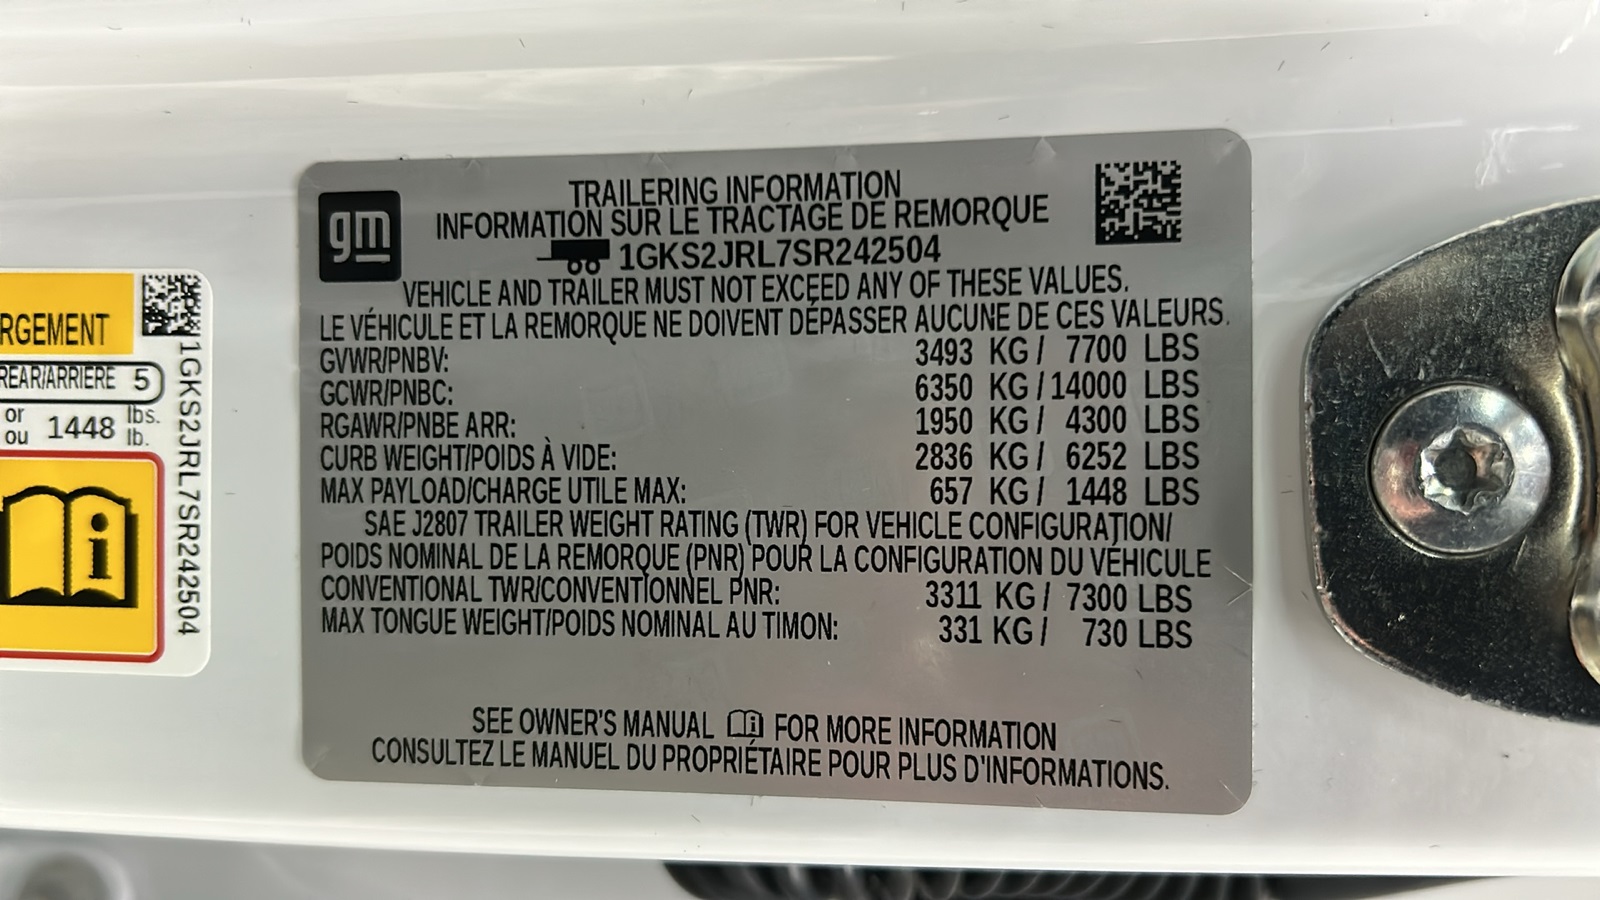 RGEMENT
REAR/ARRIERE 5
or 1448 lbs.
ou lb.
1GKS2JRL7SR242504
gm
TRAILERING INFORMATION
INFORMATION SUR LE TRACTAGE DE REMORQUE
1GKS2JRL7SR242504
VEHICLE AND TRAILER MUST NOT EXCEED ANY OF THESE VALUES.
LE VÉHICULE ET LA REMORQUE NE DOIVENT DÉPASSER AUCUNE DE CES VALEURS.
GVWR/PNBV: 3493 KG / 7700 LBS
GCWR/PNBC: 6350 KG /14000 LBS
RGAWR/PNBE ARR: 1950 KG / 4300 LBS
CURB WEIGHT/POIDS À VIDE: 2836 KG / 6252 LBS
MAX PAYLOAD/CHARGE UTILE MAX: 657 KG / 1448 LBS
SAE J2807 TRAILER WEIGHT RATING (TWR) FOR VEHICLE CONFIGURATION/
POIDS NOMINAL DE LA REMORQUE (PNR) POUR LA CONFIGURATION DU VÉHICULE
CONVENTIONAL TWR/CONVENTIONNEL PNR: 3311 KG / 7300 LBS
MAX TONGUE WEIGHT/POIDS NOMINAL AU TIMON: 331 KG / 730 LBS
SEE OWNER'S MANUAL FOR MORE INFORMATION
CONSULTEZ LE MANUEL DU PROPRIÉTAIRE POUR PLUS D'INFORMATIONS.